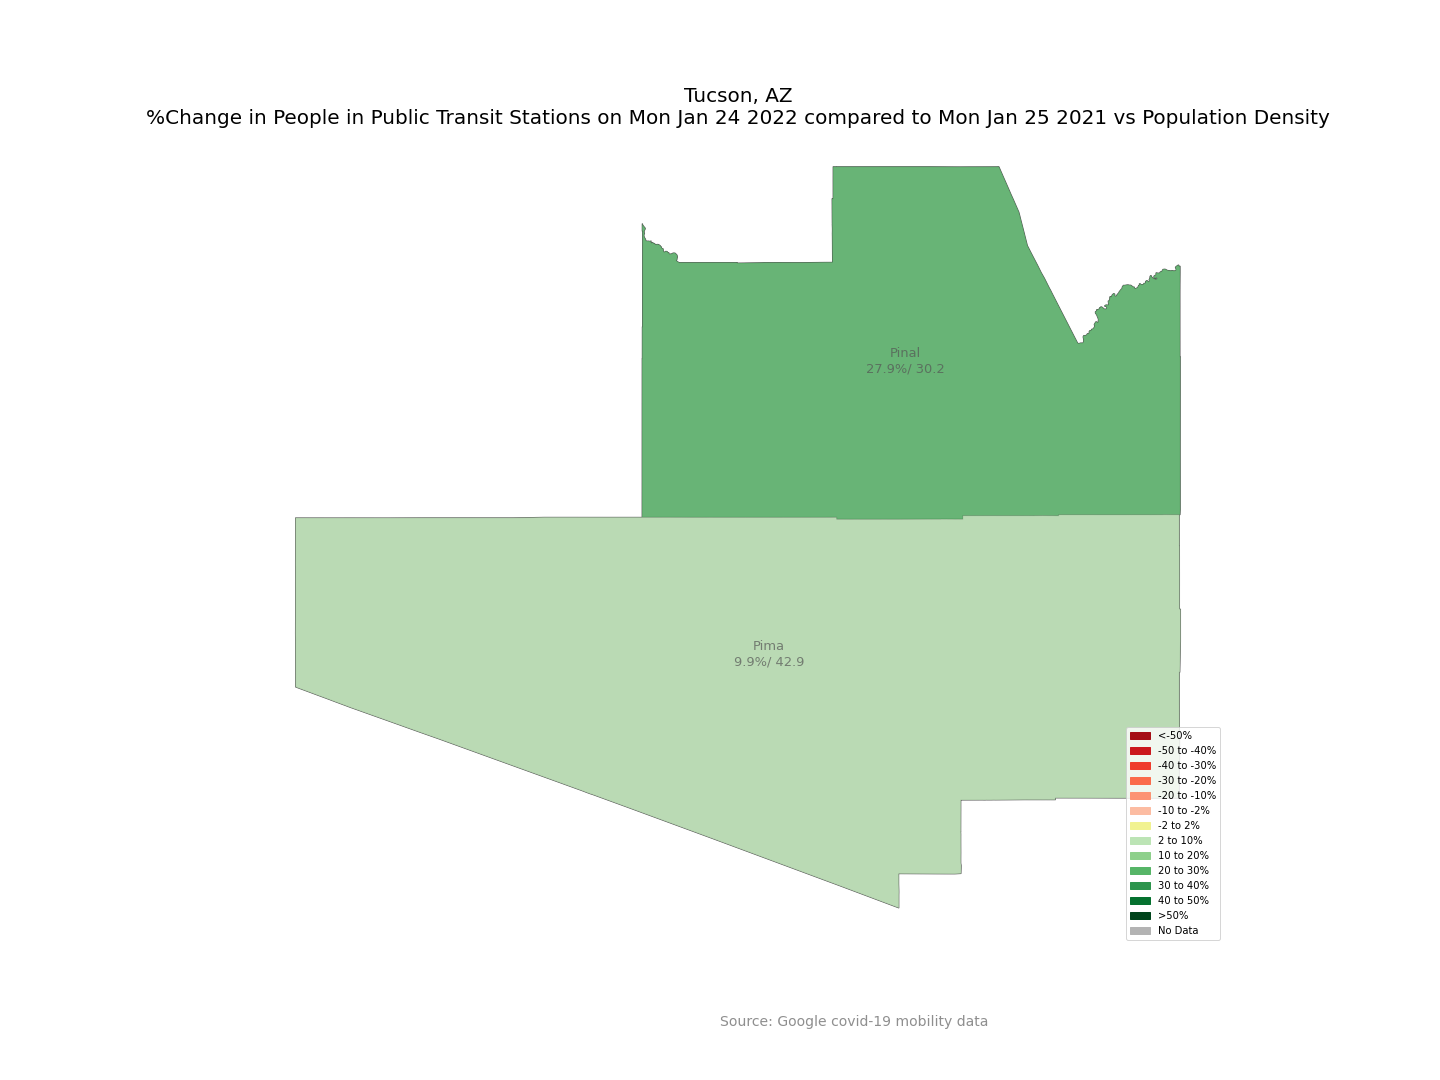 Tucson, AZ
%Change in People in Public Transit Stations on Mon Jan 24 2022 compared to Mon Jan 25 2021 vs Population Density
Pinal
27.9%/ 30.2
Pima
9.9%/ 42.9
<-50%
-50 to -40%
-40 to -30%
-30 to -20%
-20 to -10%
-10 to -2%
-2 to 2%
2 to 10%
10 to 20%
20 to 30%
30 to 40%
40 to 50%
>50%
No Data
Source: Google covid-19 mobility data